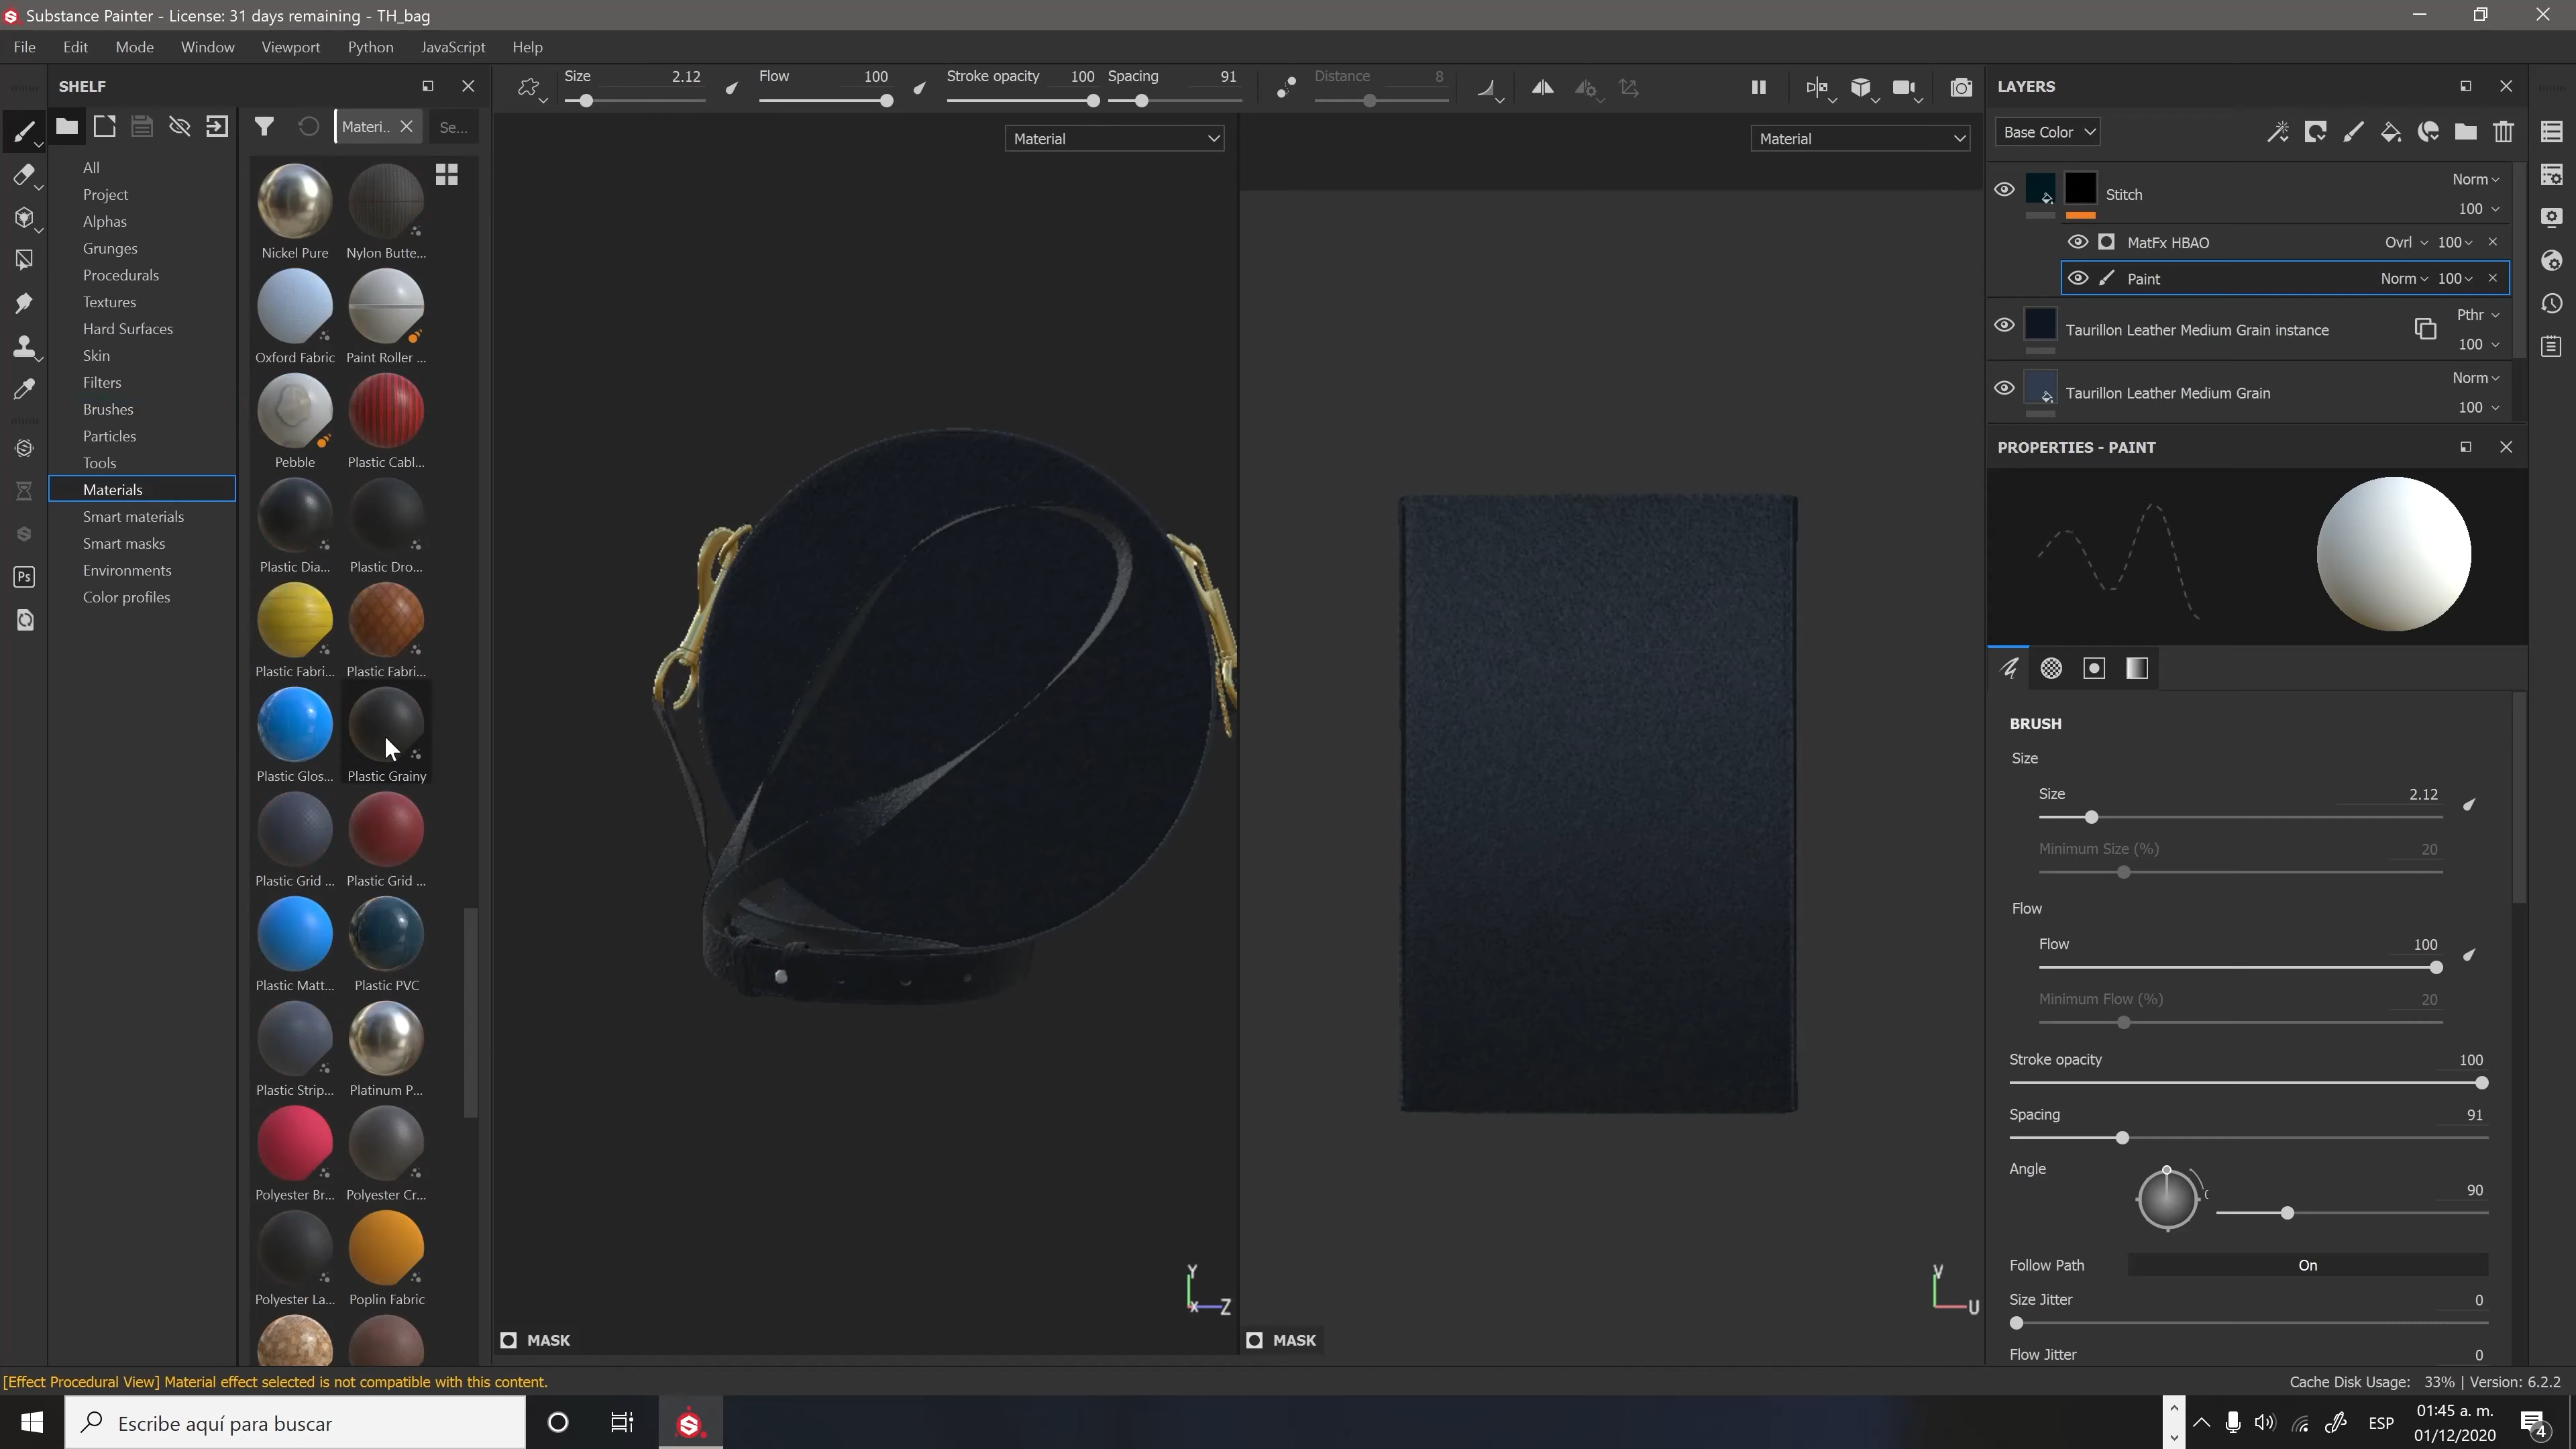 Substance Painter - License: 31 days remaining - TH_bag
File Edit Mode Window Viewport Python JavaScript Help
SHELF
Materi.. Se...
All
Project
Alphas
Grunges
Procedurals
Textures
Hard Surfaces
Skin
Filters
Brushes
Particles
Tools
Materials
Smart materials
Smart masks
Environments
Color profiles
Nickel Pure Nylon Butte...
Oxford Fabric Paint Roller ...
Pebble Plastic Cabl...
Plastic Dia... Plastic Dro...
Plastic Fabri... Plastic Fabri...
Plastic Glos... Plastic Grainy
Plastic Grid ... Plastic Grid ...
Plastic Matt... Plastic PVC
Plastic Strip... Platinum P...
Polyester Br... Polyester Cr...
Polyester La... Poplin Fabric
Size 2.12 Flow 100 Stroke opacity 100 Spacing 91 Distance 8
Material
Material
Y
X Z
V
U
MASK
MASK
LAYERS
Base Color
Stitch Norm
100
MatFx HBAO Ovrl 100
Paint Norm 100
Taurillon Leather Medium Grain instance Pthr
100
Taurillon Leather Medium Grain Norm
100
PROPERTIES - PAINT
BRUSH
Size
Size 2.12
Minimum Size (%) 20
Flow
Flow 100
Minimum Flow (%) 20
Stroke opacity 100
Spacing 91
Angle
90
Follow Path On
Size Jitter 0
Flow Jitter 0
Ps
[Effect Procedural View] Material effect selected is not compatible with this content.
Cache Disk Usage: 33% | Version: 6.2.2
Escribe aquí para buscar
ESP
01:45 a. m.
01/12/2020
4